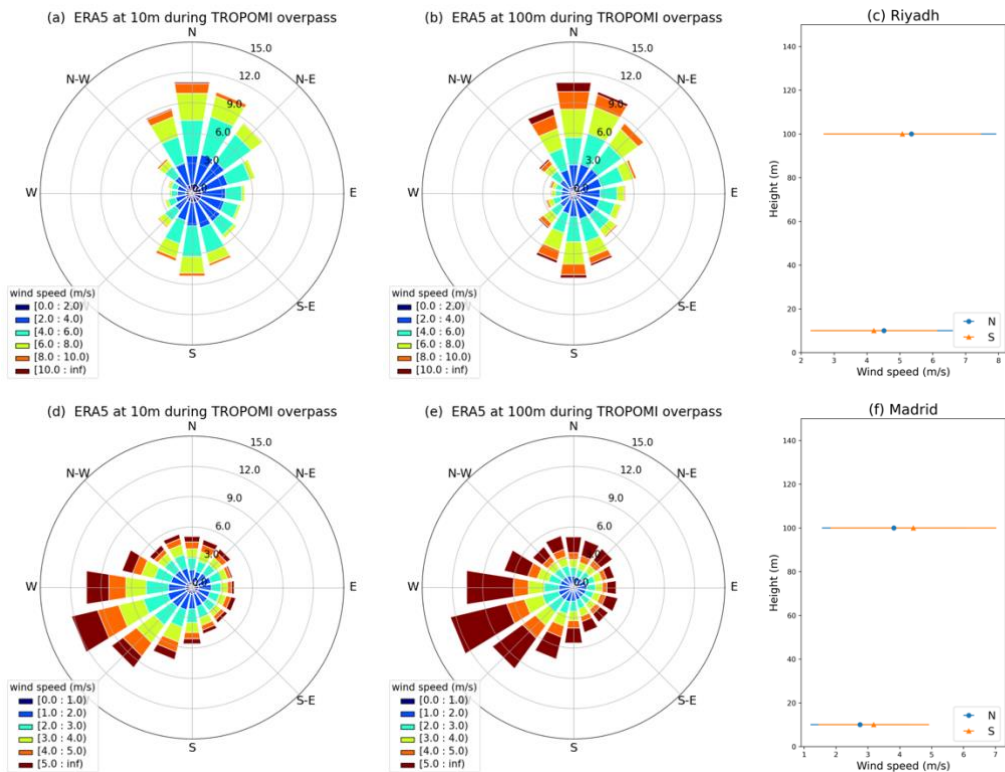 (a) ERA5 at 10m during TROPOMI overpass
N
15.0
N-W
N-E
12.0
9.0
6.0
3.0
0.0
W
E
N-W
S-E
S
wind speed (m/s)
[0.0 : 2.0)
[2.0 : 4.0)
[4.0 : 6.0)
[6.0 : 8.0)
[8.0 : 10.0)
[10.0 : inf)
(b) ERA5 at 100m during TROPOMI overpass
N
15.0
N-W
N-E
12.0
9.0
6.0
3.0
0.0
W
E
S-E
S
wind speed (m/s)
[0.0 : 2.0)
[2.0 : 4.0)
[4.0 : 6.0)
[6.0 : 8.0)
[8.0 : 10.0)
[10.0 : inf)
(c) Riyadh
Height (m)
140
120
100
80
60
40
20
0
2 3 4 5 6 7 8
Wind speed (m/s)
N
S
(d) ERA5 at 10m during TROPOMI overpass
N
15.0
N-W
N-E
12.0
9.0
6.0
3.0
0.0
W
E
S-E
S
wind speed (m/s)
[0.0 : 1.0)
[1.0 : 2.0)
[2.0 : 3.0)
[3.0 : 4.0)
[4.0 : 5.0)
[5.0 : inf)
(e) ERA5 at 100m during TROPOMI overpass
N
15.0
N-W
N-E
12.0
9.0
6.0
0.0
W
E
S-E
S
wind speed (m/s)
[0.0 : 1.0)
[1.0 : 2.0)
[2.0 : 3.0)
[3.0 : 4.0)
[4.0 : 5.0)
[5.0 : inf)
(f) Madrid
Height (m)
140
120
100
80
60
40
20
0
1 2 3 4 5 6 7
Wind speed (m/s)
N
S